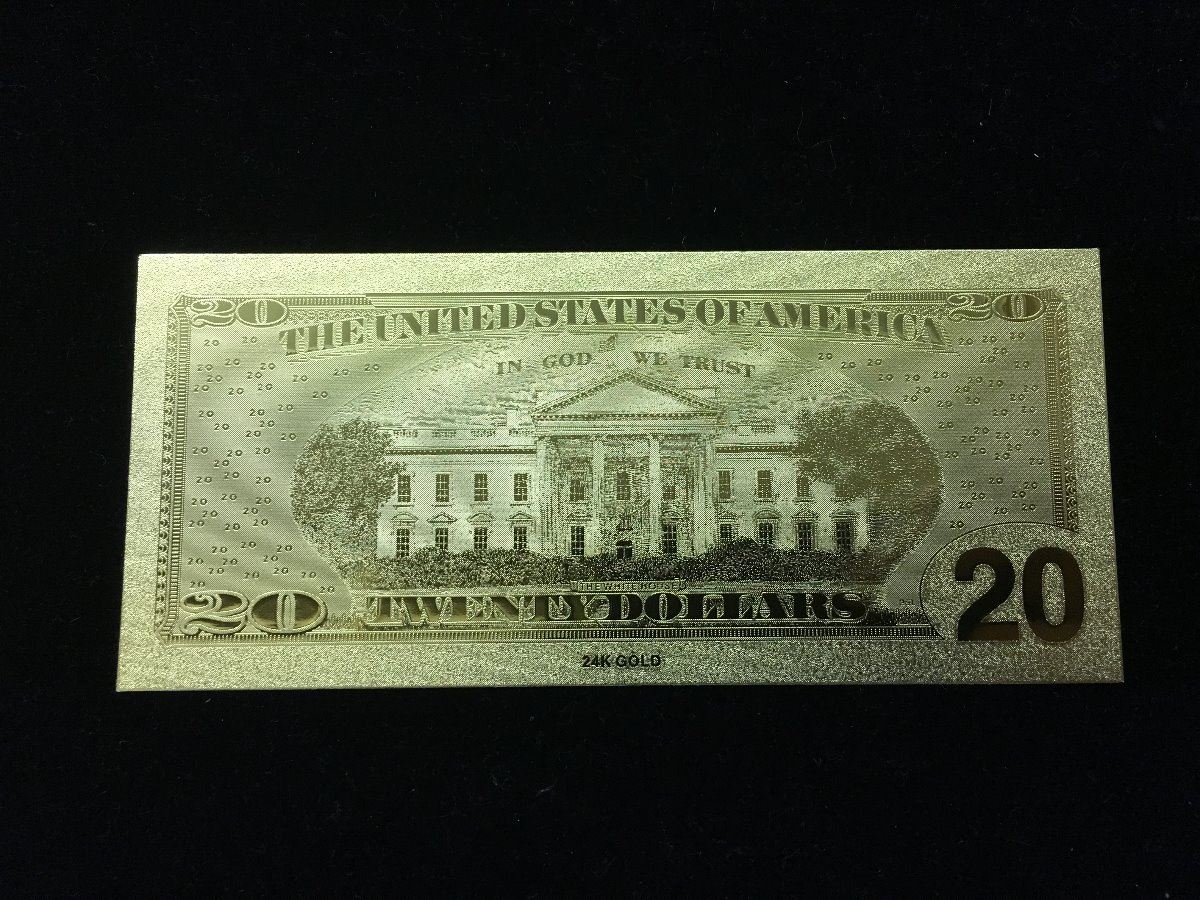 20 20
THE UNITED STATES OF AMERICA
IN GOD WE TRUST
THE WHITE HOUSE
20 TWENTY DOLLARS 20
24K GOLD